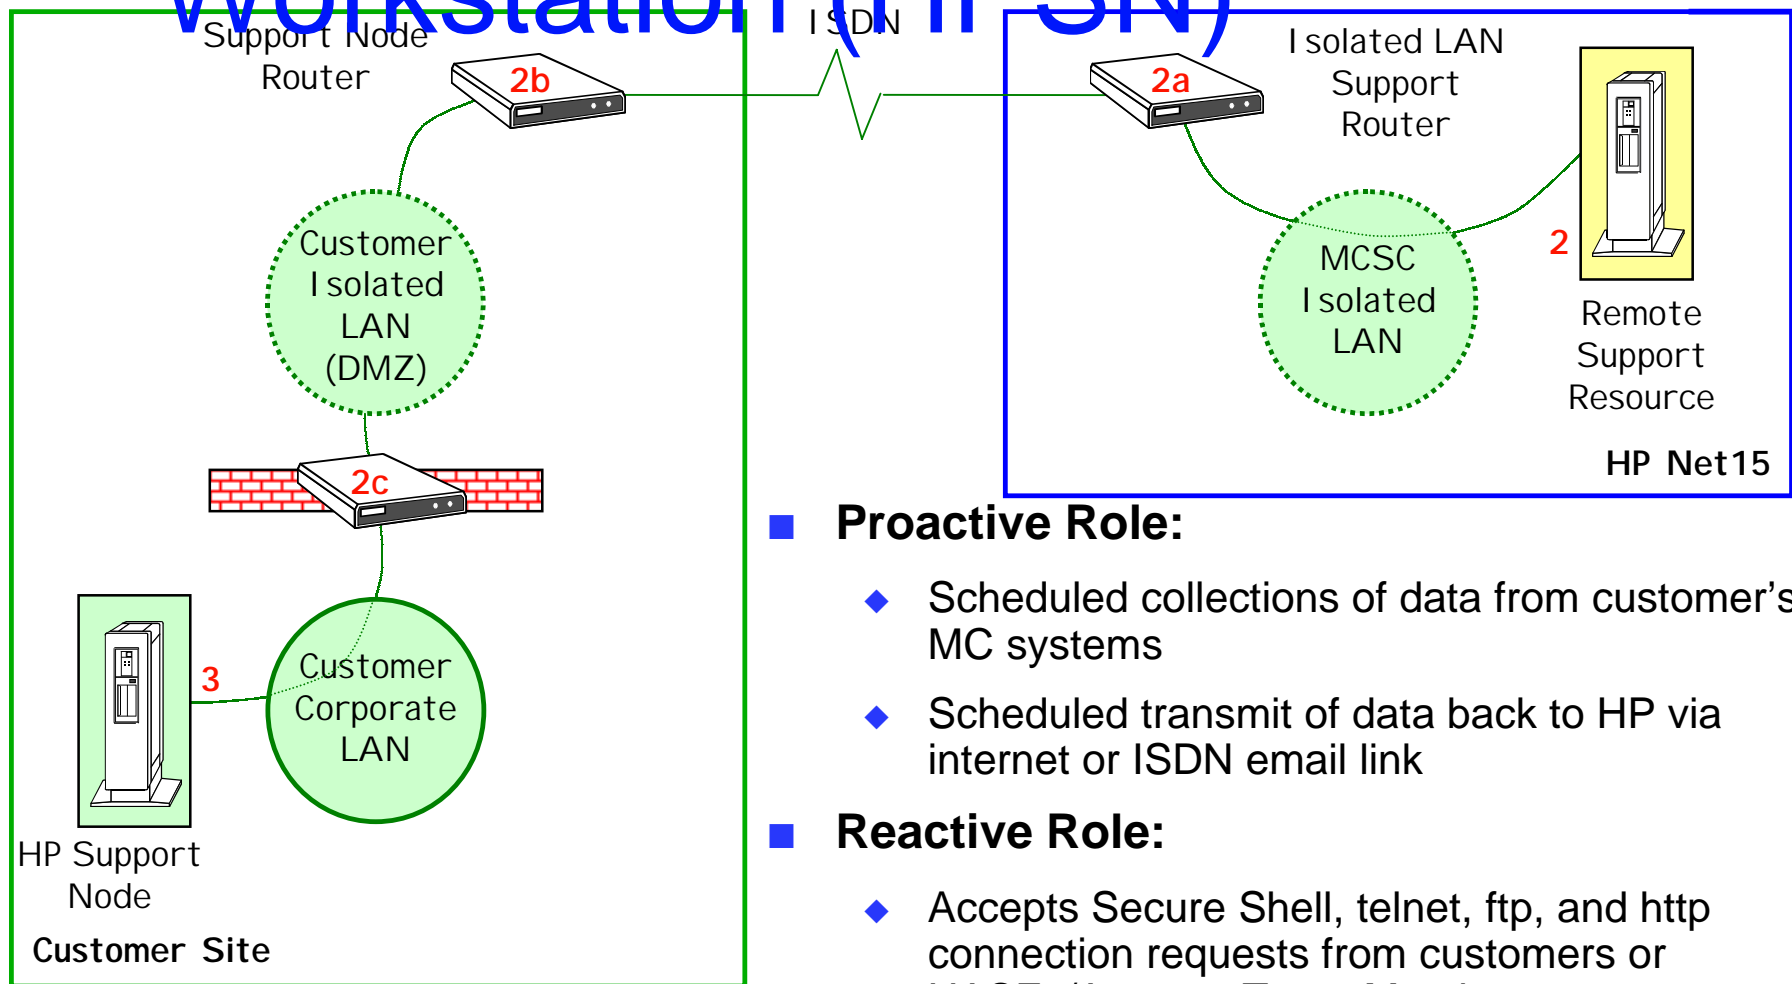 Workstation (HPSN)
Support Node
Router
2b
ISDN
2a
Isolated LAN
Support
Router
Customer
Isolated
LAN
(DMZ)
MCSC
Isolated
LAN
2
Remote
Support
Resource
HP Net15
2c
3
Customer
Corporate
LAN
HP Support
Node
Customer Site
Proactive Role:
Scheduled collections of data from customer's
MC systems
Scheduled transmit of data back to HP via
internet or ISDN email link
Reactive Role:
Accepts Secure Shell, telnet, ftp, and http
connection requests from customers or